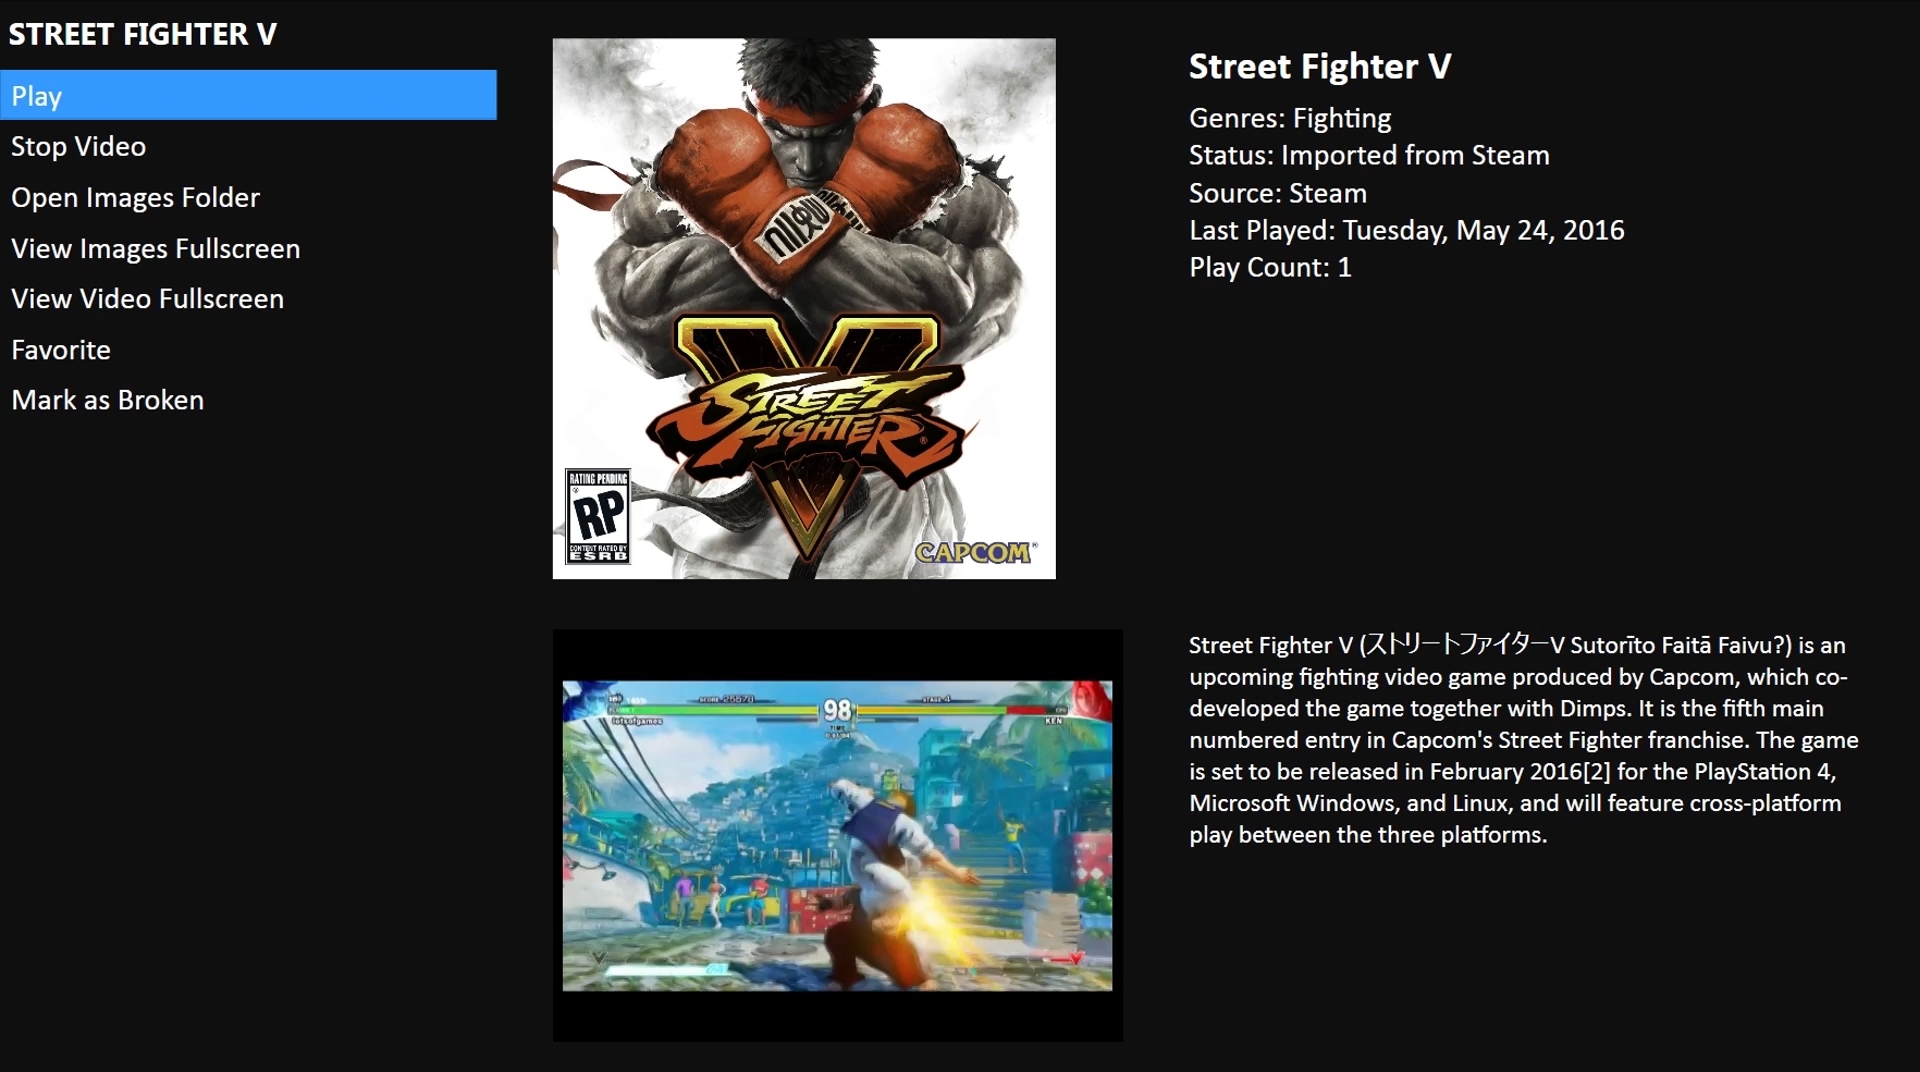 STREET FIGHTER V
Play
Stop Video
Open Images Folder
View Images Fullscreen
View Video Fullscreen
Favorite
Mark as Broken
STREET
FIGHTER®
V
RATING PENDING
RP
CONTENT RATED BY
ESRB
CAPCOM®
Street Fighter V
Genres: Fighting
Status: Imported from Steam
Source: Steam
Last Played: Tuesday, May 24, 2016
Play Count: 1
98
STAGE 4
lotsofgames
KEN
TIME
Street Fighter V (ストリートファイターV Sutorīto Faitā Faivu?) is an
upcoming fighting video game produced by Capcom, which co-
developed the game together with Dimps. It is the fifth main
numbered entry in Capcom's Street Fighter franchise. The game
is set to be released in February 2016[2] for the PlayStation 4,
Microsoft Windows, and Linux, and will feature cross-platform
play between the three platforms.